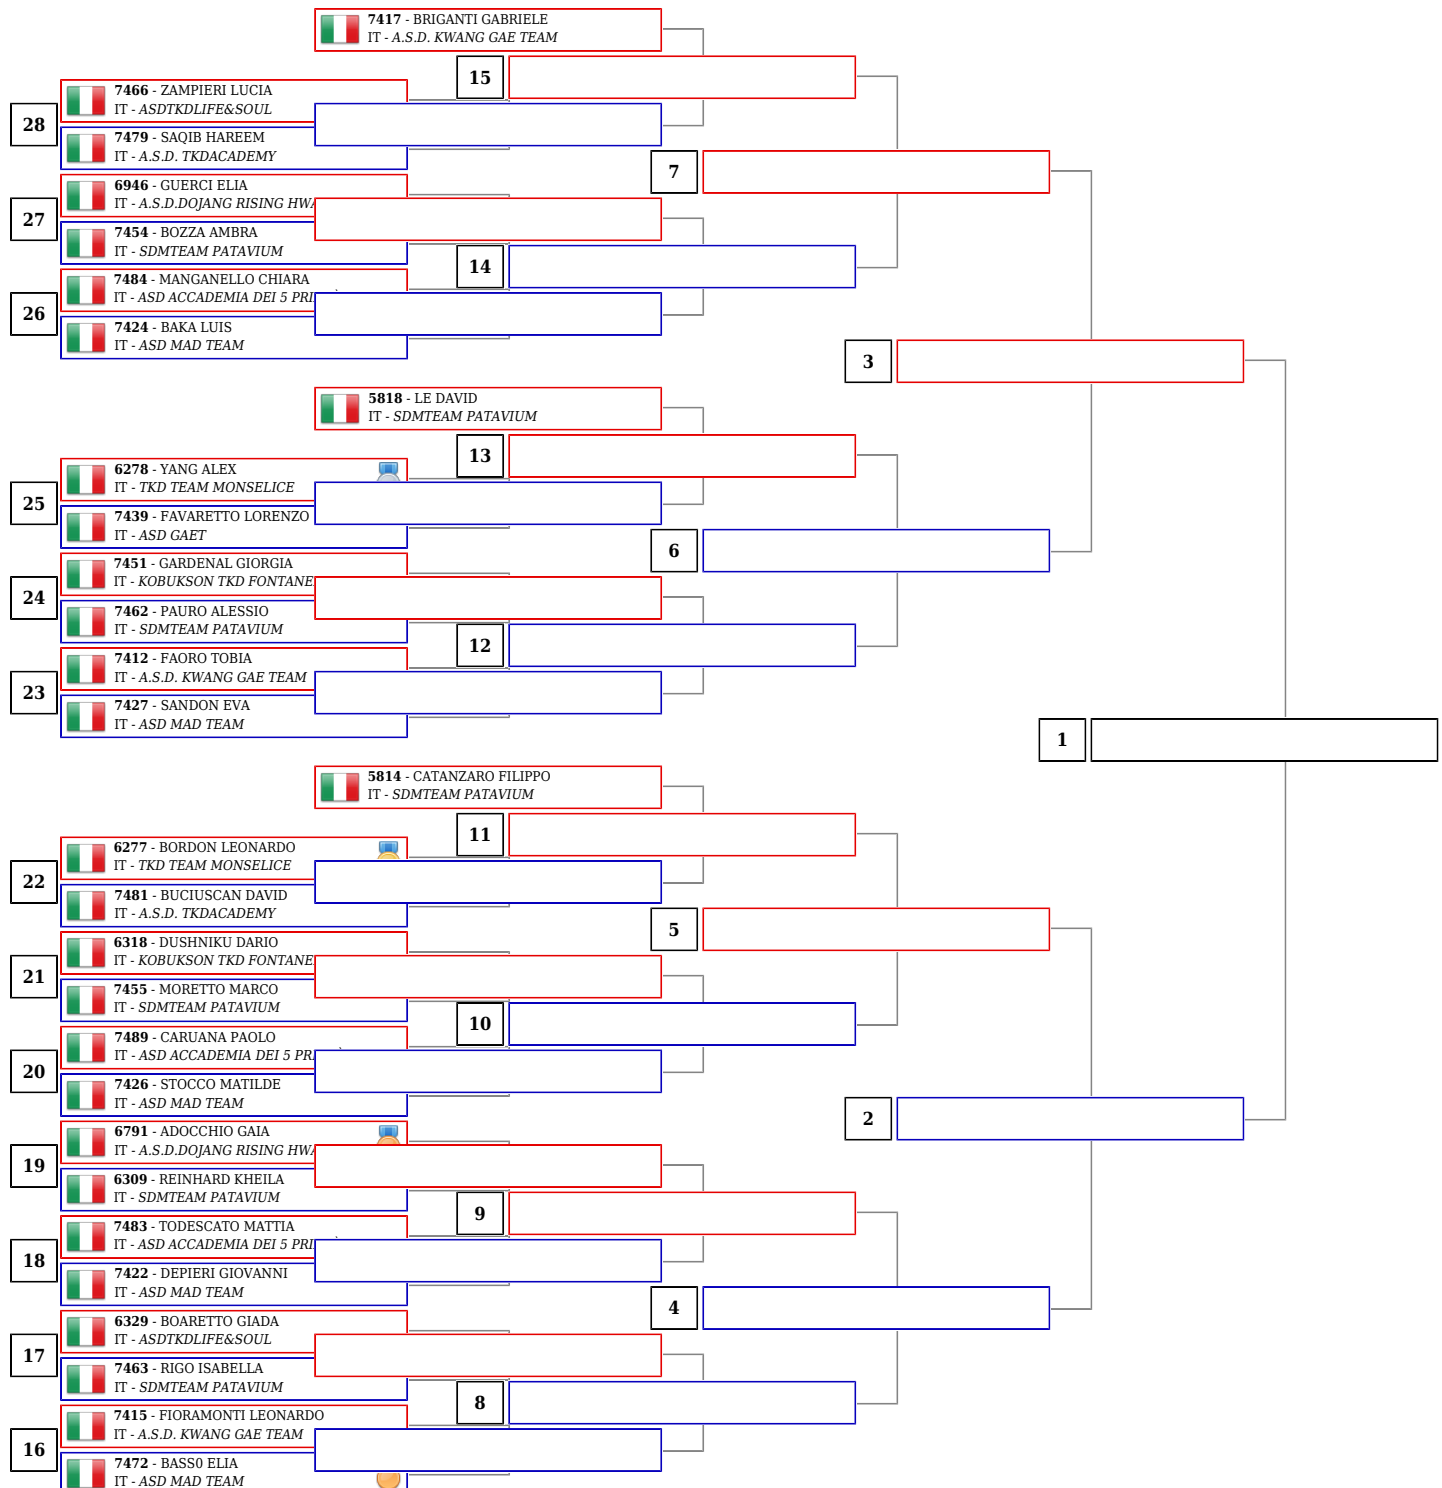 7417 - BRIGANTI GABRIELE
IT - A.S.D. KWANG GAE TEAM
15
7466 - ZAMPIERI LUCIA
IT - ASDTKDLIFE&SOUL
28
7479 - SAQIB HAREEM
IT - A.S.D. TKDACADEMY
7
6946 - GUERCI ELIA
IT - A.S.D.DOJANG RISING HWA
27
7454 - BOZZA AMBRA
IT - SDMTEAM PATAVIUM
14
7484 - MANGANELLO CHIARA
IT - ASD ACCADEMIA DEI 5 PRI
26
7424 - BAKA LUIS
IT - ASD MAD TEAM
3
5818 - LE DAVID
IT - SDMTEAM PATAVIUM
13
6278 - YANG ALEX
IT - TKD TEAM MONSELICE
25
7439 - FAVARETTO LORENZO
IT - ASD GAET
6
7451 - GARDENAL GIORGIA
IT - KOBUKSON TKD FONTANE
24
7462 - PAURO ALESSIO
IT - SDMTEAM PATAVIUM
12
7412 - FAORO TOBIA
IT - A.S.D. KWANG GAE TEAM
23
7427 - SANDON EVA
IT - ASD MAD TEAM
1
5814 - CATANZARO FILIPPO
IT - SDMTEAM PATAVIUM
11
6277 - BORDON LEONARDO
IT - TKD TEAM MONSELICE
22
7481 - BUCIUSCAN DAVID
IT - A.S.D. TKDACADEMY
5
6318 - DUSHNIKU DARIO
IT - KOBUKSON TKD FONTANE
21
7455 - MORETTO MARCO
IT - SDMTEAM PATAVIUM
10
7489 - CARUANA PAOLO
IT - ASD ACCADEMIA DEI 5 PRI
20
7426 - STOCCO MATILDE
IT - ASD MAD TEAM
2
6791 - ADOCCHIO GAIA
IT - A.S.D.DOJANG RISING HWA
19
6309 - REINHARD KHEILA
IT - SDMTEAM PATAVIUM
9
7483 - TODESCATO MATTIA
IT - ASD ACCADEMIA DEI 5 PRI
18
7422 - DEPIERI GIOVANNI
IT - ASD MAD TEAM
4
6329 - BOARETTO GIADA
IT - ASDTKDLIFE&SOUL
17
7463 - RIGO ISABELLA
IT - SDMTEAM PATAVIUM
8
7415 - FIORAMONTI LEONARDO
IT - A.S.D. KWANG GAE TEAM
16
7472 - BASS0 ELIA
IT - ASD MAD TEAM